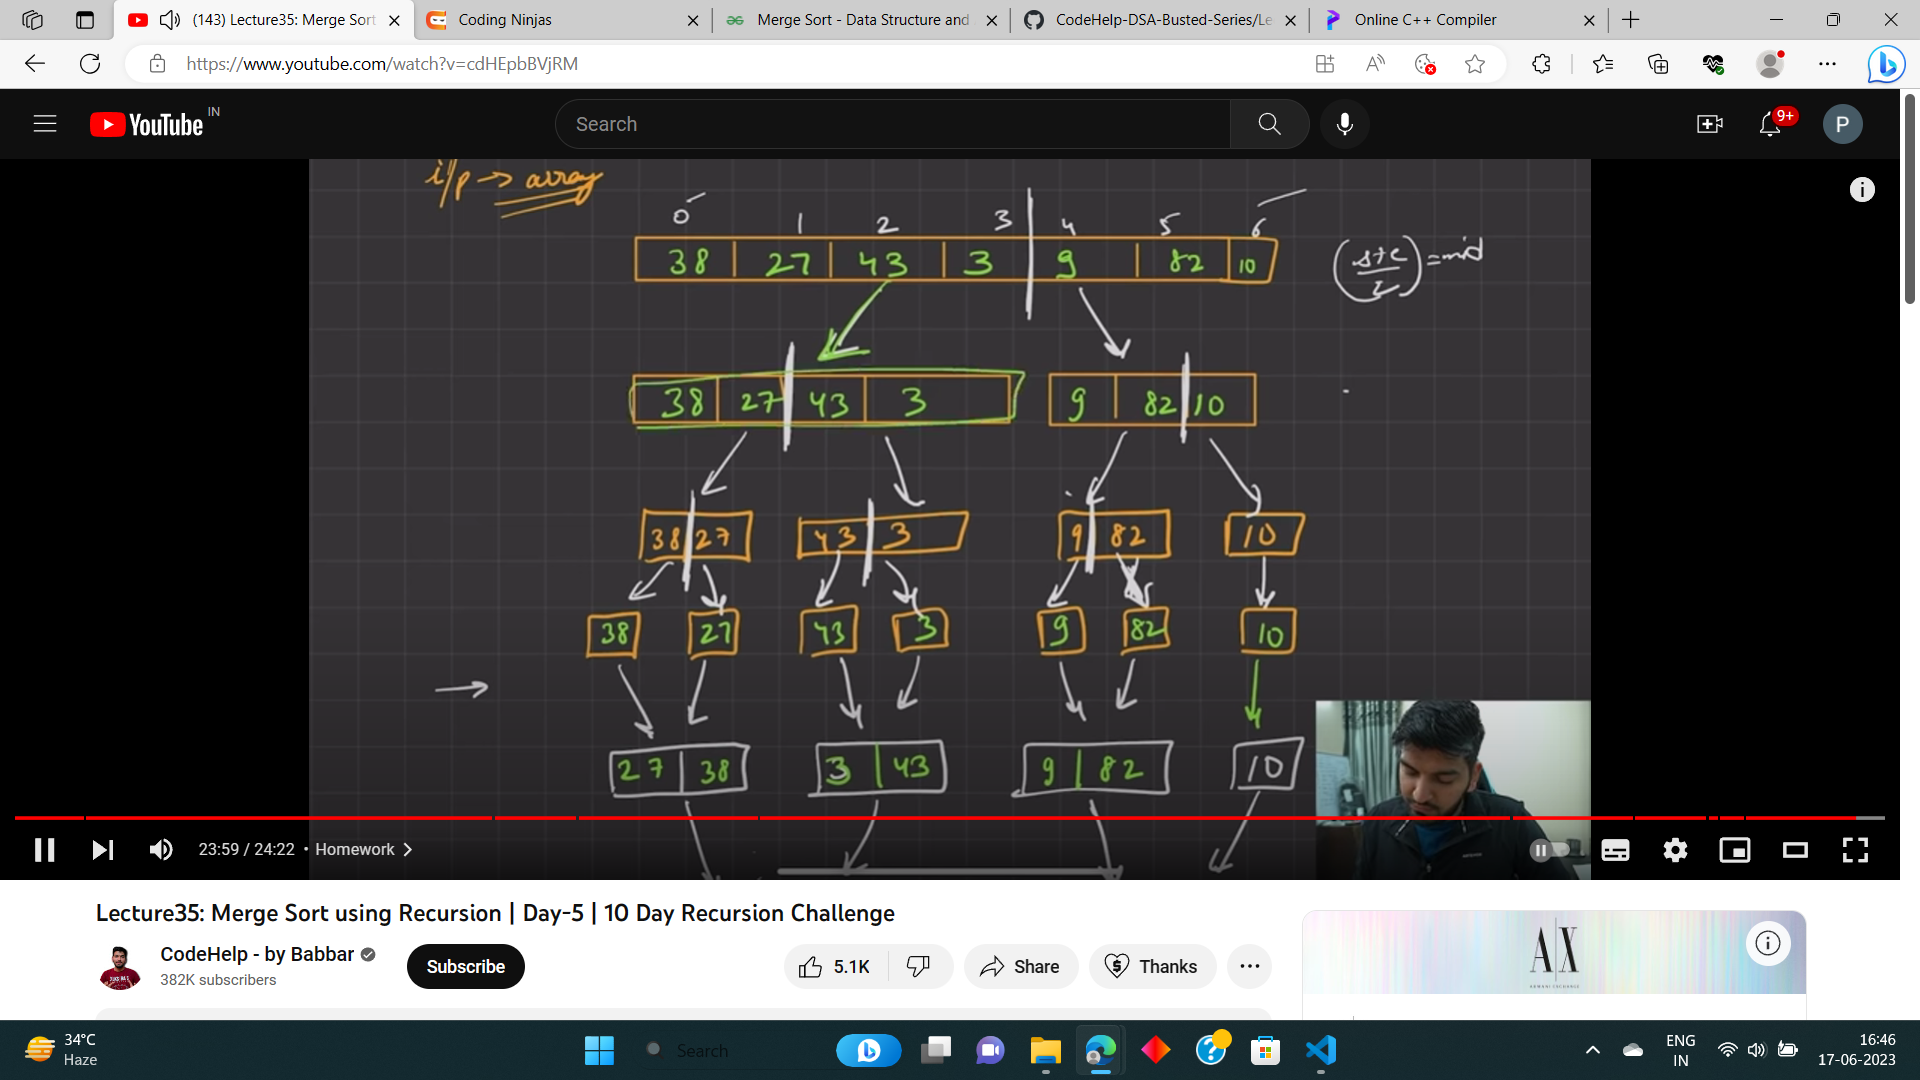 (143) Lecture35: Merge Sort
Coding Ninjas
Merge Sort - Data Structure and
CodeHelp-DSA-Busted-Series/Le
Online C++ Compiler
https://www.youtube.com/watch?v=cdHEpbBVjRM
YouTube IN
Search
9+
P
i/p → array
0 1 2 3 4 5 6
38 27 43 3 9 82 10
(s+e/2) = mid
38 27 43 3 9 82 10
38 27 43 3 9 82 10
38 27 43 3 9 82 10
27 38 3 43 9 82 10
23:59 / 24:22 • Homework
Lecture35: Merge Sort using Recursion | Day-5 | 10 Day Recursion Challenge
CodeHelp - by Babbar
382K subscribers
Subscribe
5.1K
Share
Thanks
A|X
ARMANI EXCHANGE
34°C
Haze
Search
ENG
IN
16:46
17-06-2023